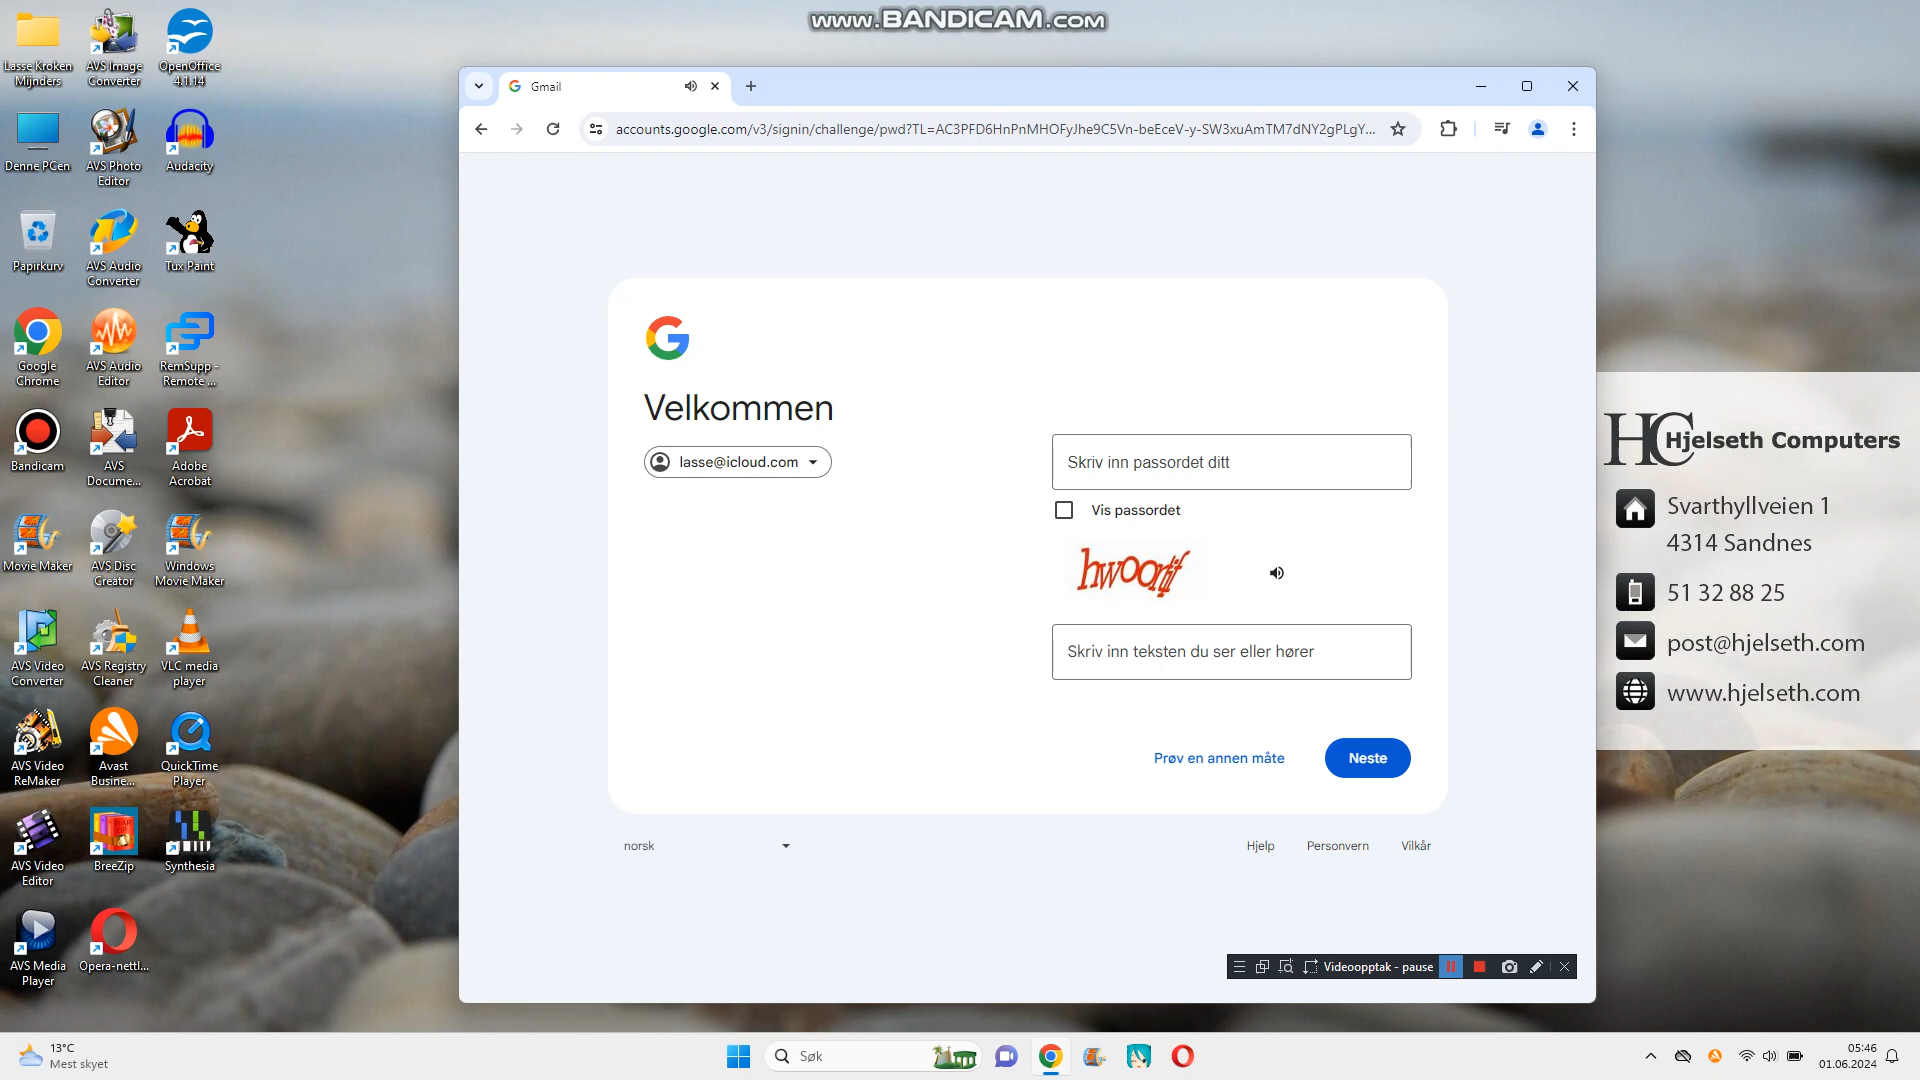 www.BANDICAM.com
Lasse Kroken
Mijnders
AVS Image
Converter
OpenOffice
4.1.14
Denne PCen
AVS Photo
Editor
Audacity
Papirkurv
AVS Audio
Converter
Tux Paint
Google
Chrome
AVS Audio
Editor
RemSupp -
Remote ...
Bandicam
AVS
Docume...
Adobe
Acrobat
Movie Maker
AVS Disc
Creator
Windows
Movie Maker
AVS Video
Converter
AVS Registry
Cleaner
VLC media
player
AVS Video
ReMaker
Avast
Busine...
QuickTime
Player
AVS Video
Editor
BreeZip
Synthesia
AVS Media
Player
Opera-nettl...
Gmail
accounts.google.com/v3/signin/challenge/pwd?TL=AC3PFD6HnPnMHOFyJhe9C5Vn-beEceV-y-SW3xuAmTM7dNY2gPLgY...
Velkommen
lasse@icloud.com
Skriv inn passordet ditt
Vis passordet
Skriv inn teksten du ser eller hører
Prøv en annen måte
Neste
norsk
Hjelp
Personvern
Vilkår
Videoopptak - pause
HC Hjelseth Computers
Svarthyllveien 1
4314 Sandnes
51 32 88 25
post@hjelseth.com
www.hjelseth.com
13°C
Mest skyet
Søk
05:46
01.06.2024